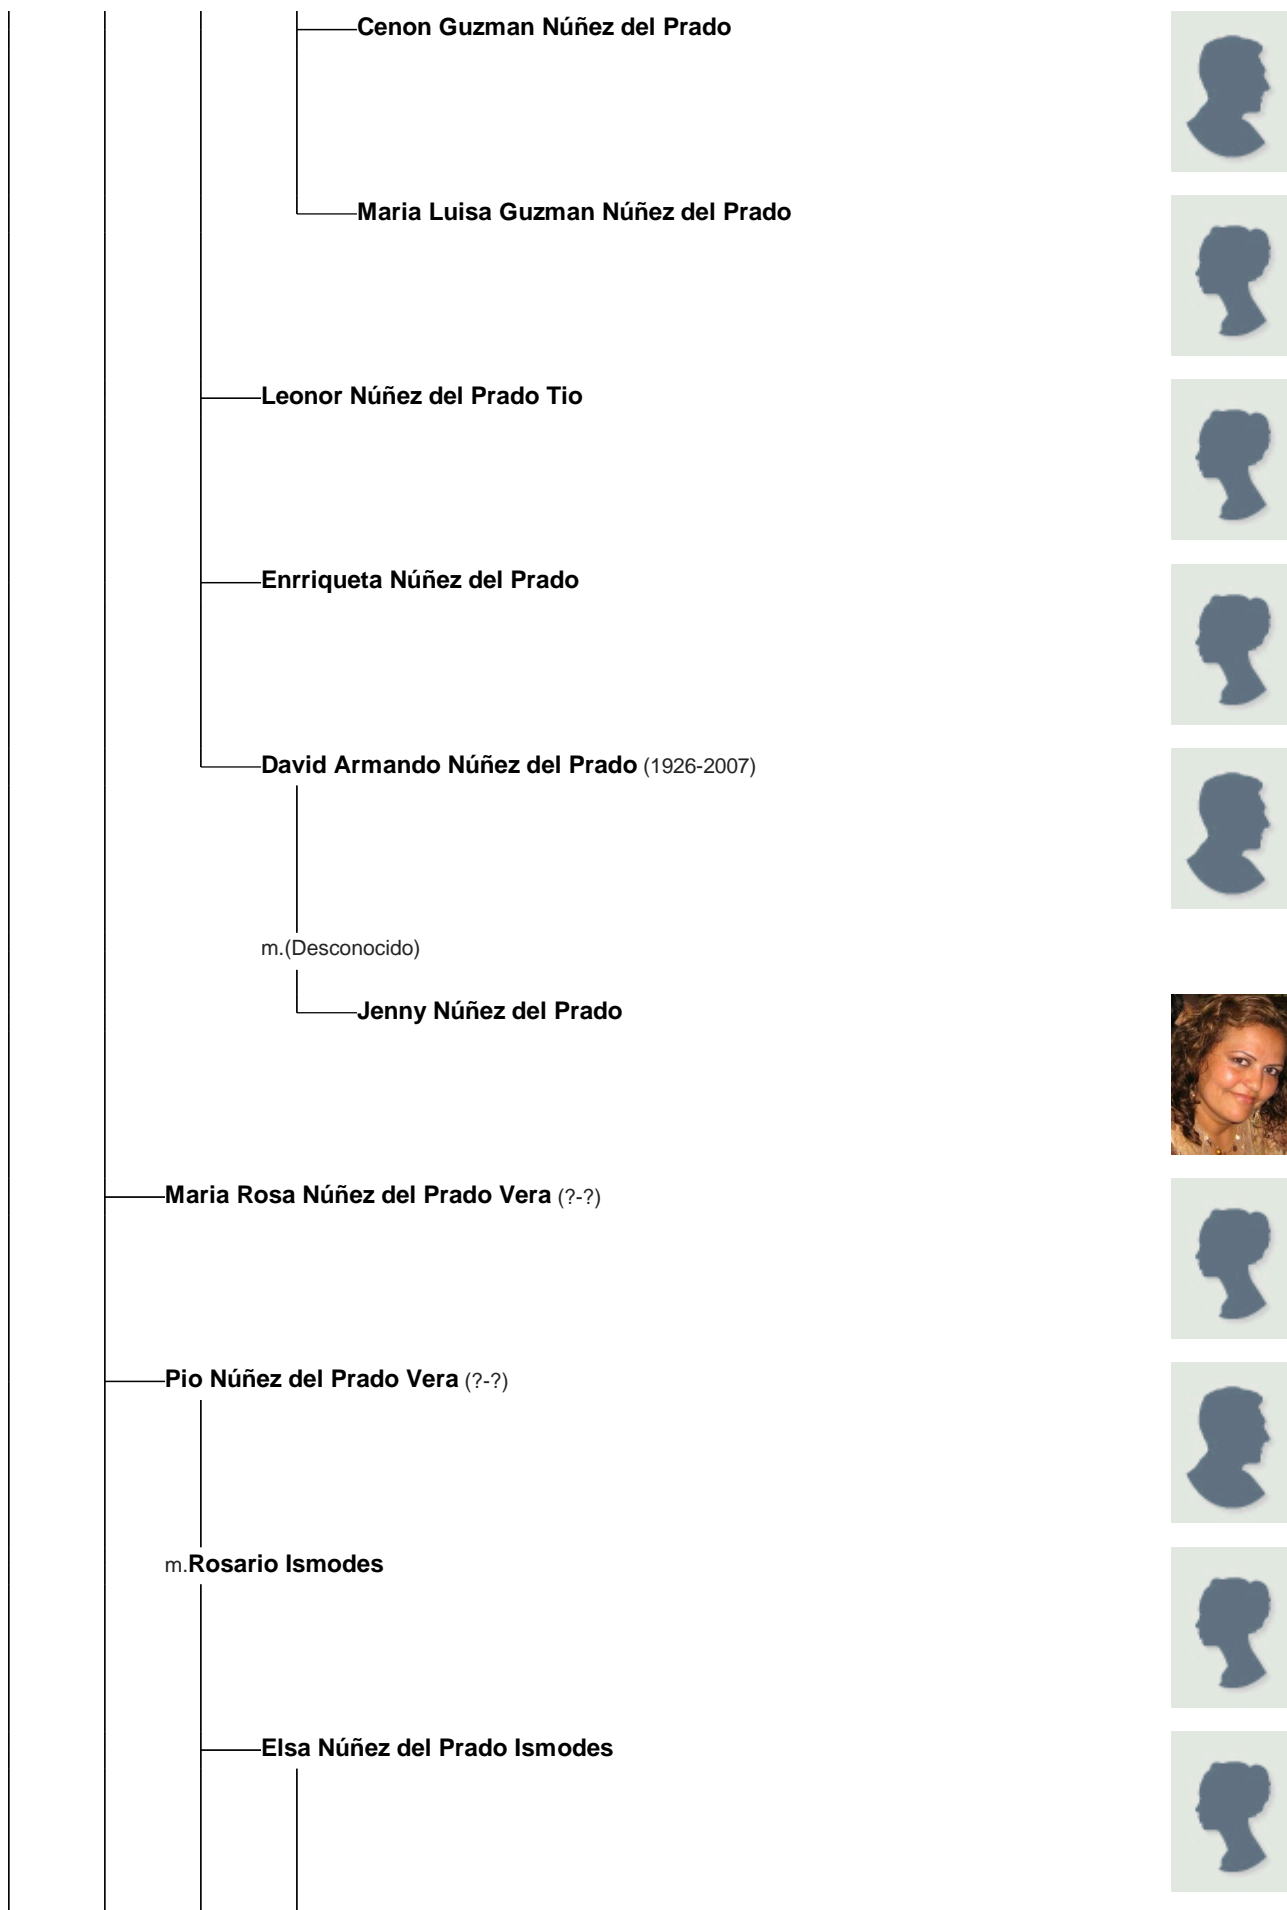 Cenon Guzman Núñez del Prado
Maria Luisa Guzman Núñez del Prado
Leonor Núñez del Prado Tio
Enrriqueta Núñez del Prado
David Armando Núñez del Prado (1926-2007)
m.(Desconocido)
Jenny Núñez del Prado
Maria Rosa Núñez del Prado Vera (?-?)
Pio Núñez del Prado Vera (?-?)
m.Rosario Ismodes
Elsa Núñez del Prado Ismodes